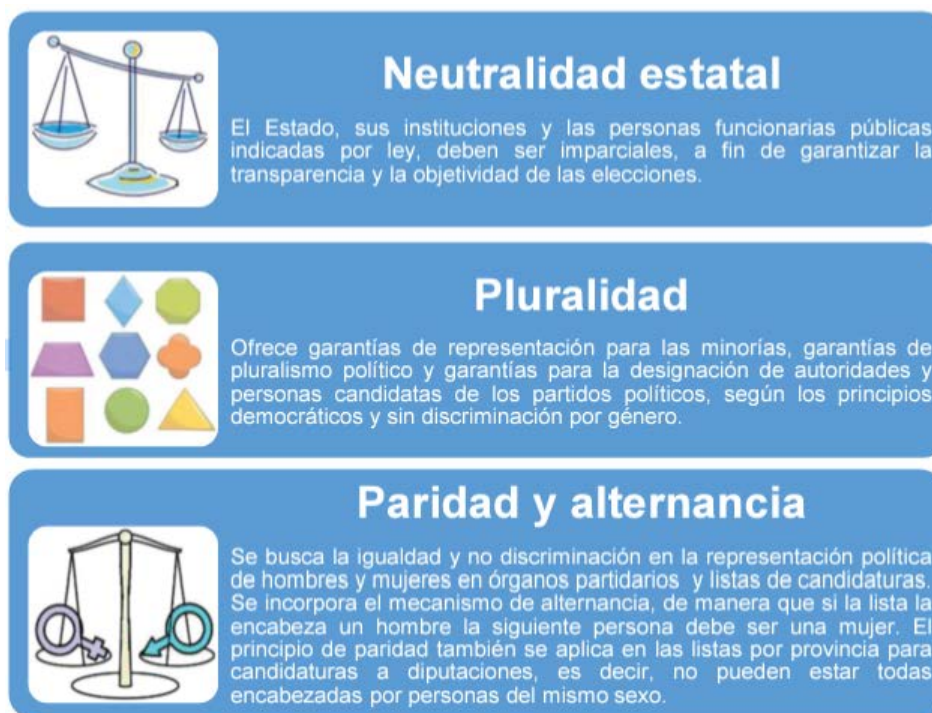 Neutralidad estatal
El Estado, sus instituciones y las personas funcionarias públicas
indicadas por ley, deben ser imparciales, a fin de garantizar la
transparencia y la objetividad de las elecciones.
Pluralidad
Ofrece garantías de representación para las minorías, garantías de
pluralismo político y garantías para la designación de autoridades y
personas candidatas de los partidos políticos, según los principios
democráticos y sin discriminación por género.
Paridad y alternancia
Se busca la igualdad y no discriminación en la representación política
de hombres y mujeres en órganos partidarios y listas de candidaturas.
Se incorpora el mecanismo de alternancia, de manera que si la lista la
encabeza un hombre la siguiente persona debe ser una mujer. El
principio de paridad también se aplica en las listas por provincia para
candidaturas a diputaciones, es decir, no pueden estar todas
encabezadas por personas del mismo sexo.